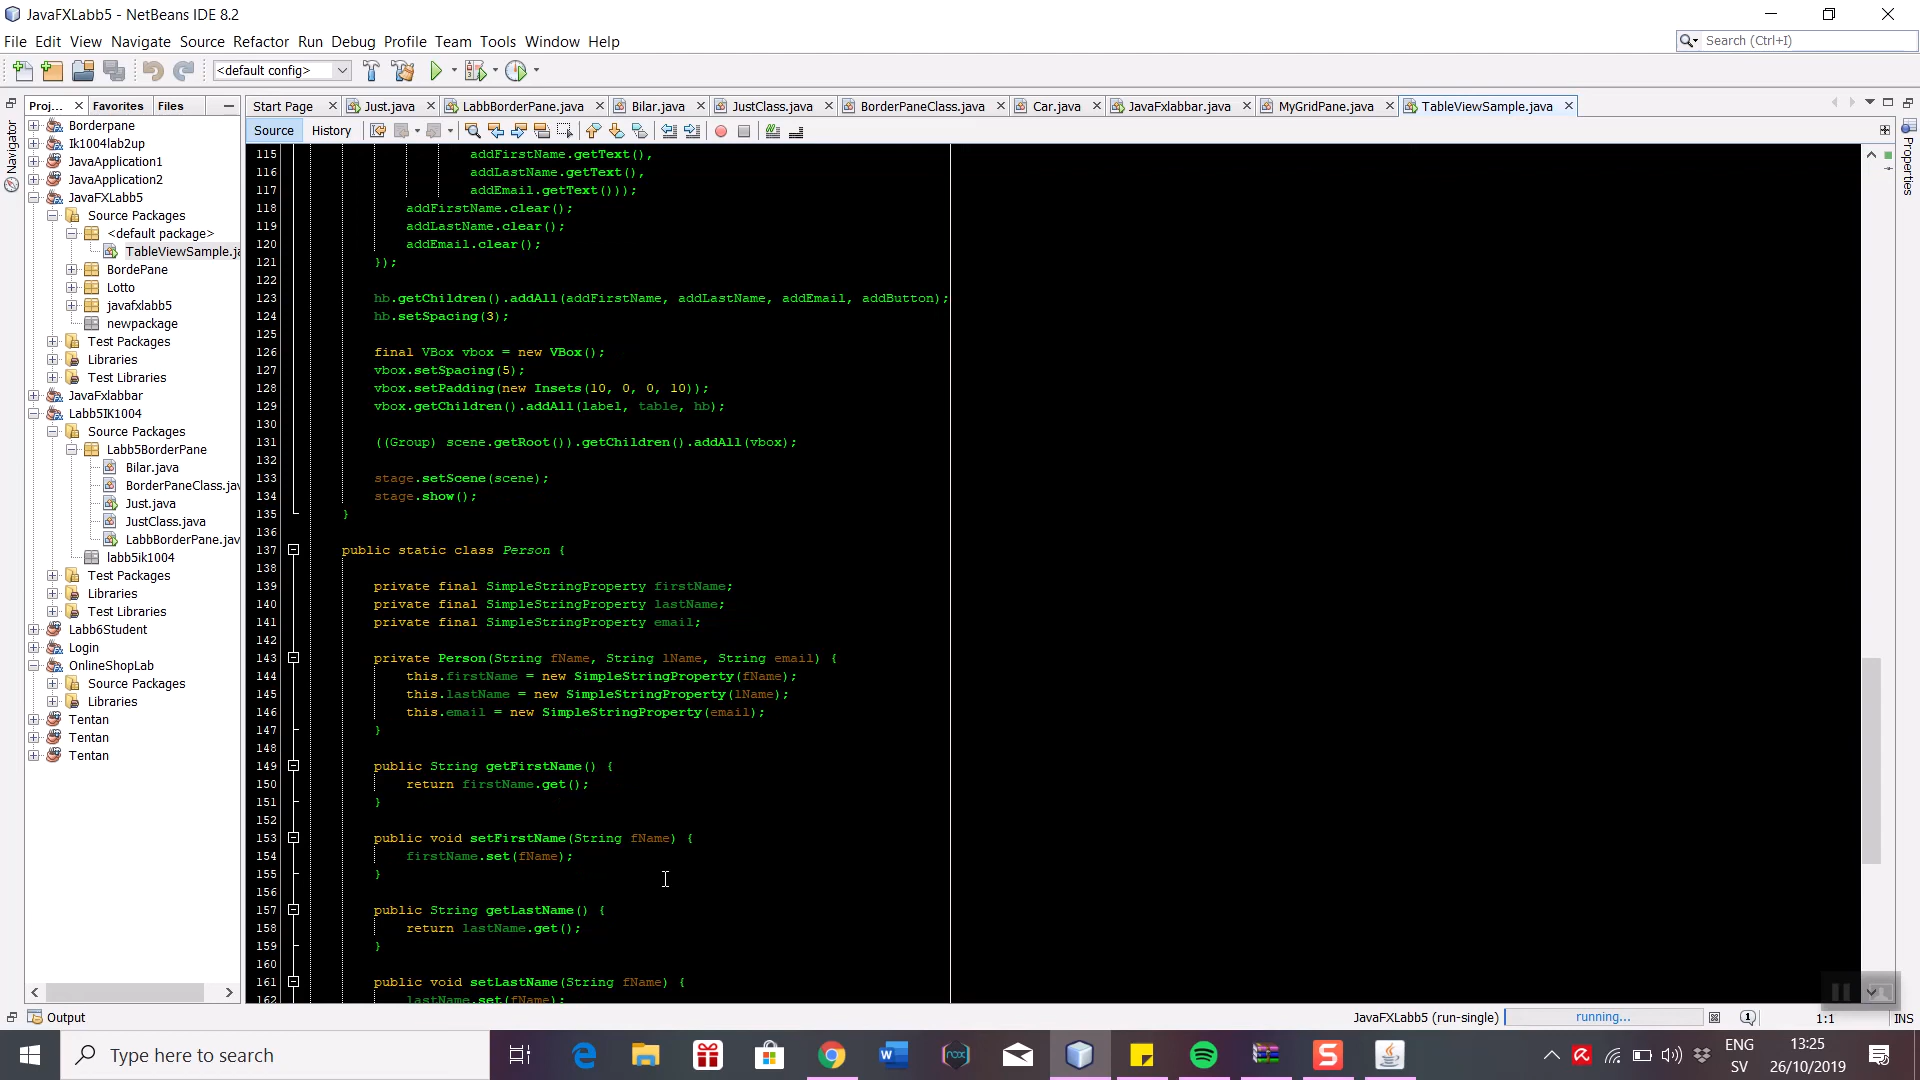 JavaFXLabb5 - NetBeans IDE 8.2
File Edit View Navigate Source Refactor Run Debug Profile Team Tools Window Help
Search (Ctrl+I)
<default config>
Proj... Favorites Files
Start Page Just.java LabbBorderPane.java Bilar.java JustClass.java BorderPaneClass.java Car.java JavaFxlabbar.java MyGridPane.java TableViewSample.java
Source History
Navigator
Properties
Borderpane
Ik1004lab2up
JavaApplication1
JavaApplication2
JavaFXLabb5
Source Packages
<default package>
TableViewSample.ja
BordePane
Lotto
javafxlabb5
newpackage
Test Packages
Libraries
Test Libraries
JavaFxlabbar
Labb5IK1004
Source Packages
Labb5BorderPane
Bilar.java
BorderPaneClass.jav
Just.java
JustClass.java
LabbBorderPane.jav
labb5ik1004
Test Packages
Libraries
Test Libraries
Labb6Student
Login
OnlineShopLab
Source Packages
Libraries
Tentan
Tentan
Tentan
115 addFirstName.getText(),
116 addLastName.getText(),
117 addEmail.getText()));
118 addFirstName.clear();
119 addLastName.clear();
120 addEmail.clear();
121 });
122
123 hb.getChildren().addAll(addFirstName, addLastName, addEmail, addButton);
124 hb.setSpacing(3);
125
126 final VBox vbox = new VBox();
127 vbox.setSpacing(5);
128 vbox.setPadding(new Insets(10, 0, 0, 10));
129 vbox.getChildren().addAll(label, table, hb);
130
131 ((Group) scene.getRoot()).getChildren().addAll(vbox);
132
133 stage.setScene(scene);
134 stage.show();
135 }
136
137 public static class Person {
138
139 private final SimpleStringProperty firstName;
140 private final SimpleStringProperty lastName;
141 private final SimpleStringProperty email;
142
143 private Person(String fName, String lName, String email) {
144 this.firstName = new SimpleStringProperty(fName);
145 this.lastName = new SimpleStringProperty(lName);
146 this.email = new SimpleStringProperty(email);
147 }
148
149 public String getFirstName() {
150 return firstName.get();
151 }
152
153 public void setFirstName(String fName) {
154 firstName.set(fName);
155 }
156
157 public String getLastName() {
158 return lastName.get();
159 }
160
161 public void setLastName(String fName) {
162 lastName.set(fName);
Output
JavaFXLabb5 (run-single) running... 1 1:1 INS
Type here to search
ENG
SV
13:25
26/10/2019